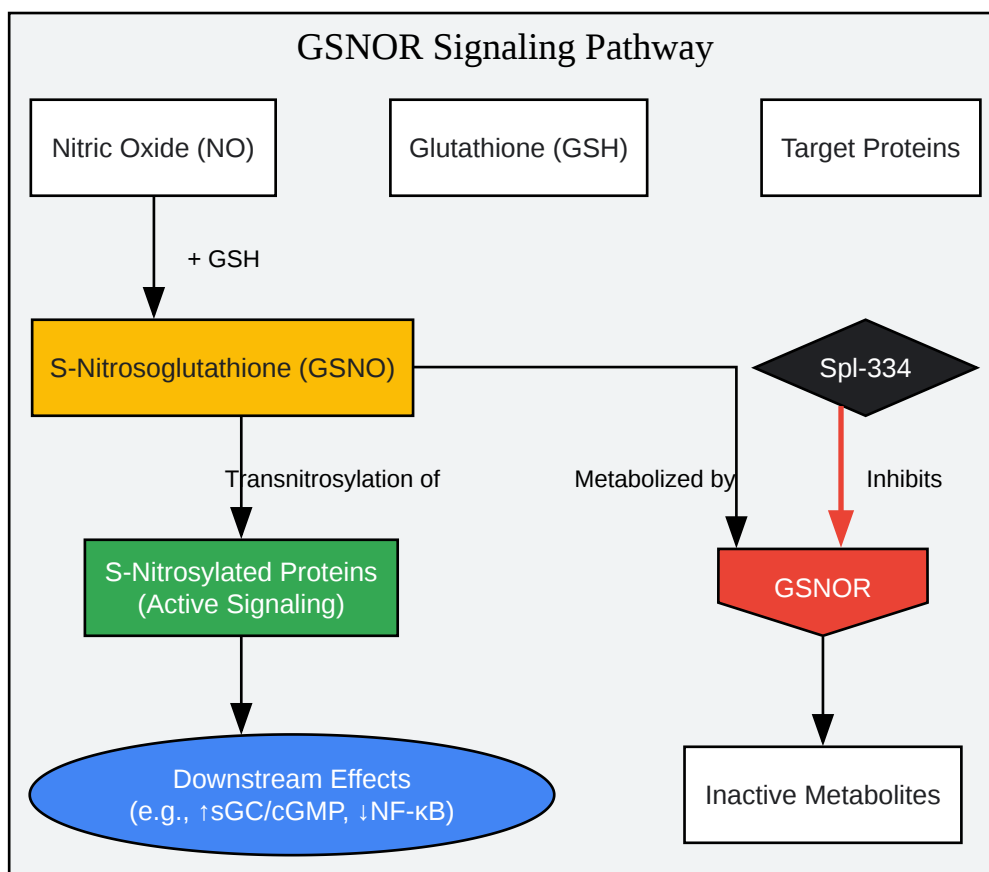 GSNOR Signaling Pathway
Nitric Oxide (NO)
Glutathione (GSH)
Target Proteins
+ GSH
S-Nitrosoglutathione (GSNO)
Spl-334
Transnitrosylation of
Metabolized by
Inhibits
S-Nitrosylated Proteins
(Active Signaling)
GSNOR
Downstream Effects
(e.g., ↑sGC/cGMP, ↓NF-κB)
Inactive Metabolites